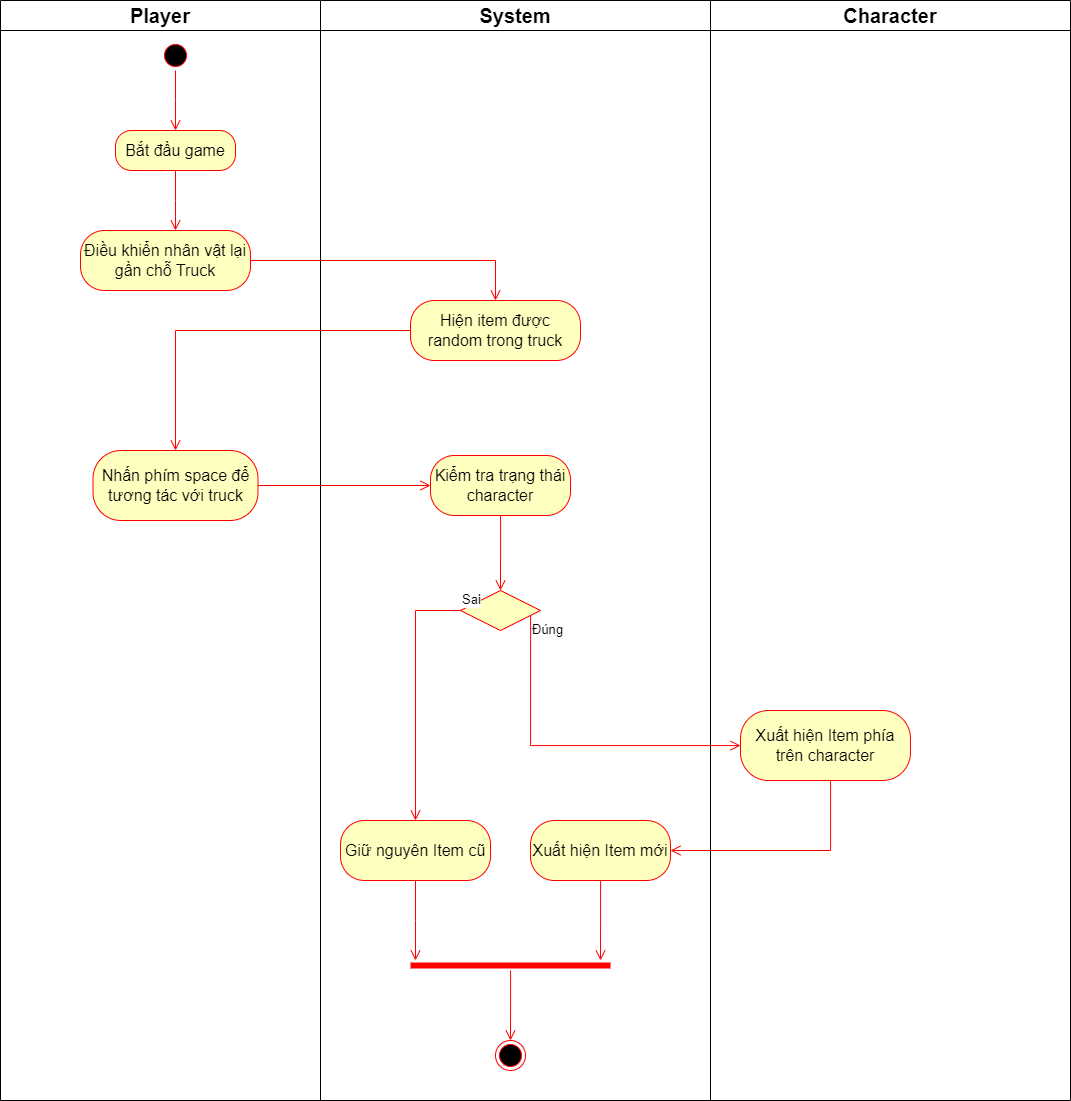 Player
System
Character
Bắt đầu game
Điều khiển nhân vật lại
gần chỗ Truck
Hiện item được
random trong truck
Nhấn phím space để
tương tác với truck
Kiểm tra trạng thái
character
Sai
Đúng
Xuất hiện Item phía
trên character
Giữ nguyên Item cũ
Xuất hiện Item mới